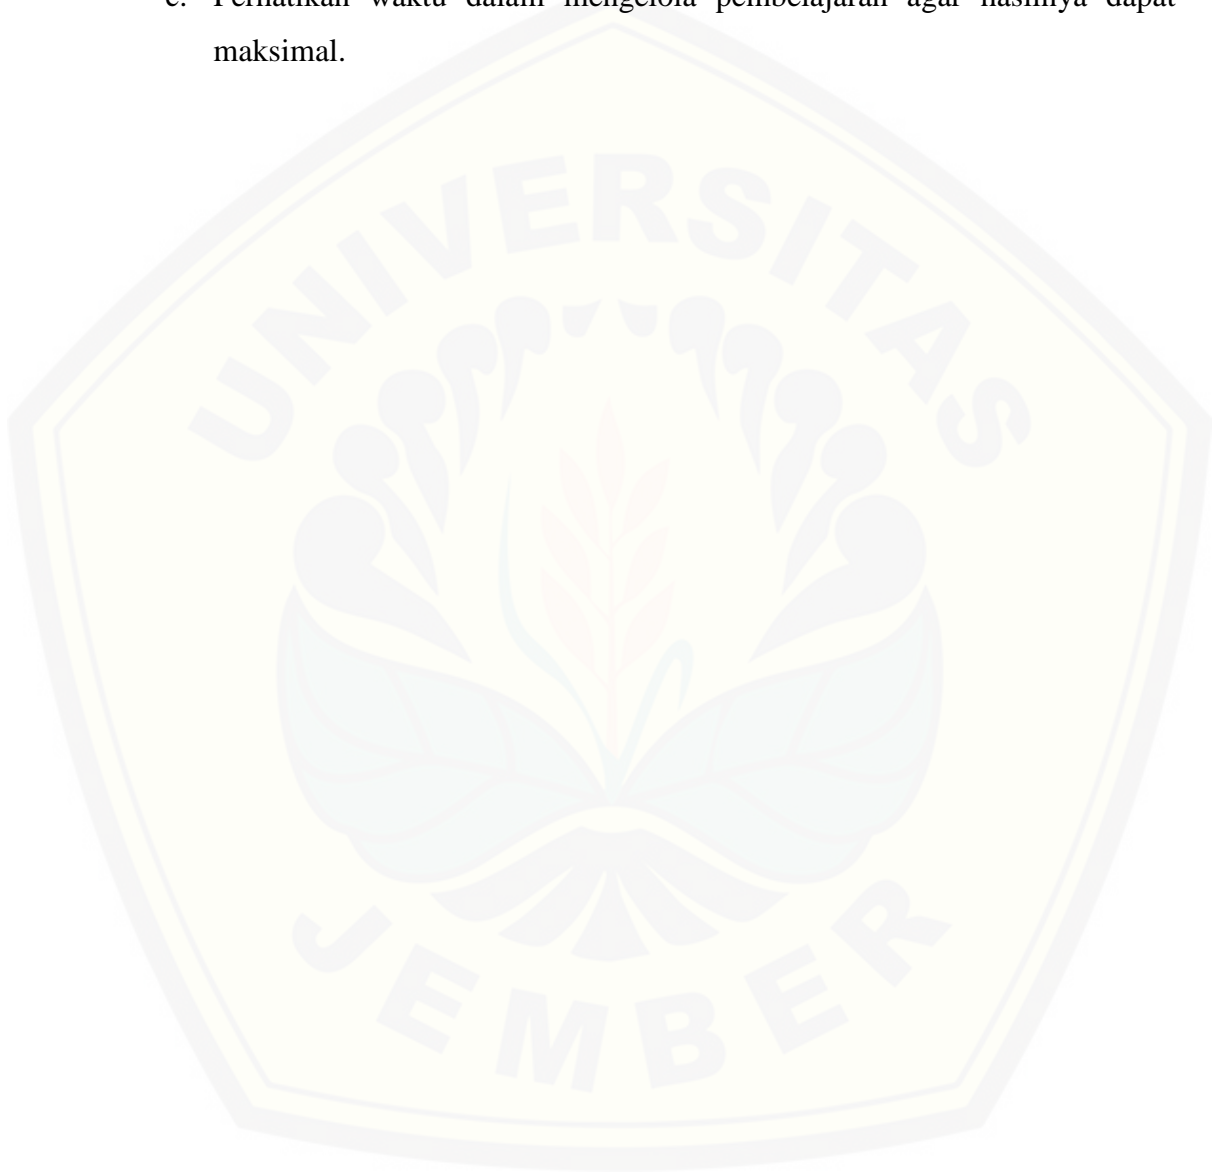 c. Perhatikan waktu dalam mengelola pembelajaran agar hasilnya dapat
maksimal.
UNIVERSITAS
JEMBER